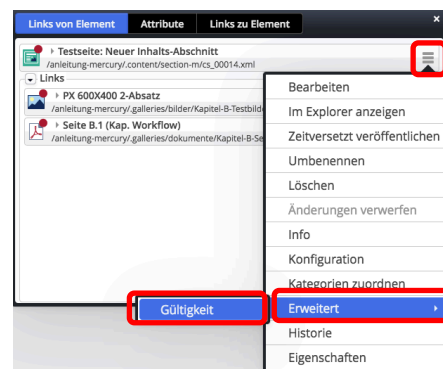 Links von Element Attribute Links zu Element ×
Testseite: Neuer Inhalts-Abschnitt
/anleitung-mercury/.content/section-m/cs_00014.xml
Links
PX 600X400 2-Absatz
/anleitung-mercury/.galleries/bilder/Kapitel-B-Testbild
Seite B.1 (Kap. Workflow)
/anleitung-mercury/.galleries/dokumente/Kapitel-B-Se
Bearbeiten
Im Explorer anzeigen
Zeitversetzt veröffentlichen
Umbenennen
Löschen
Änderungen verwerfen
Info
Konfiguration
Kategorien zuordnen
Erweitert
Gültigkeit
Historie
Eigenschaften